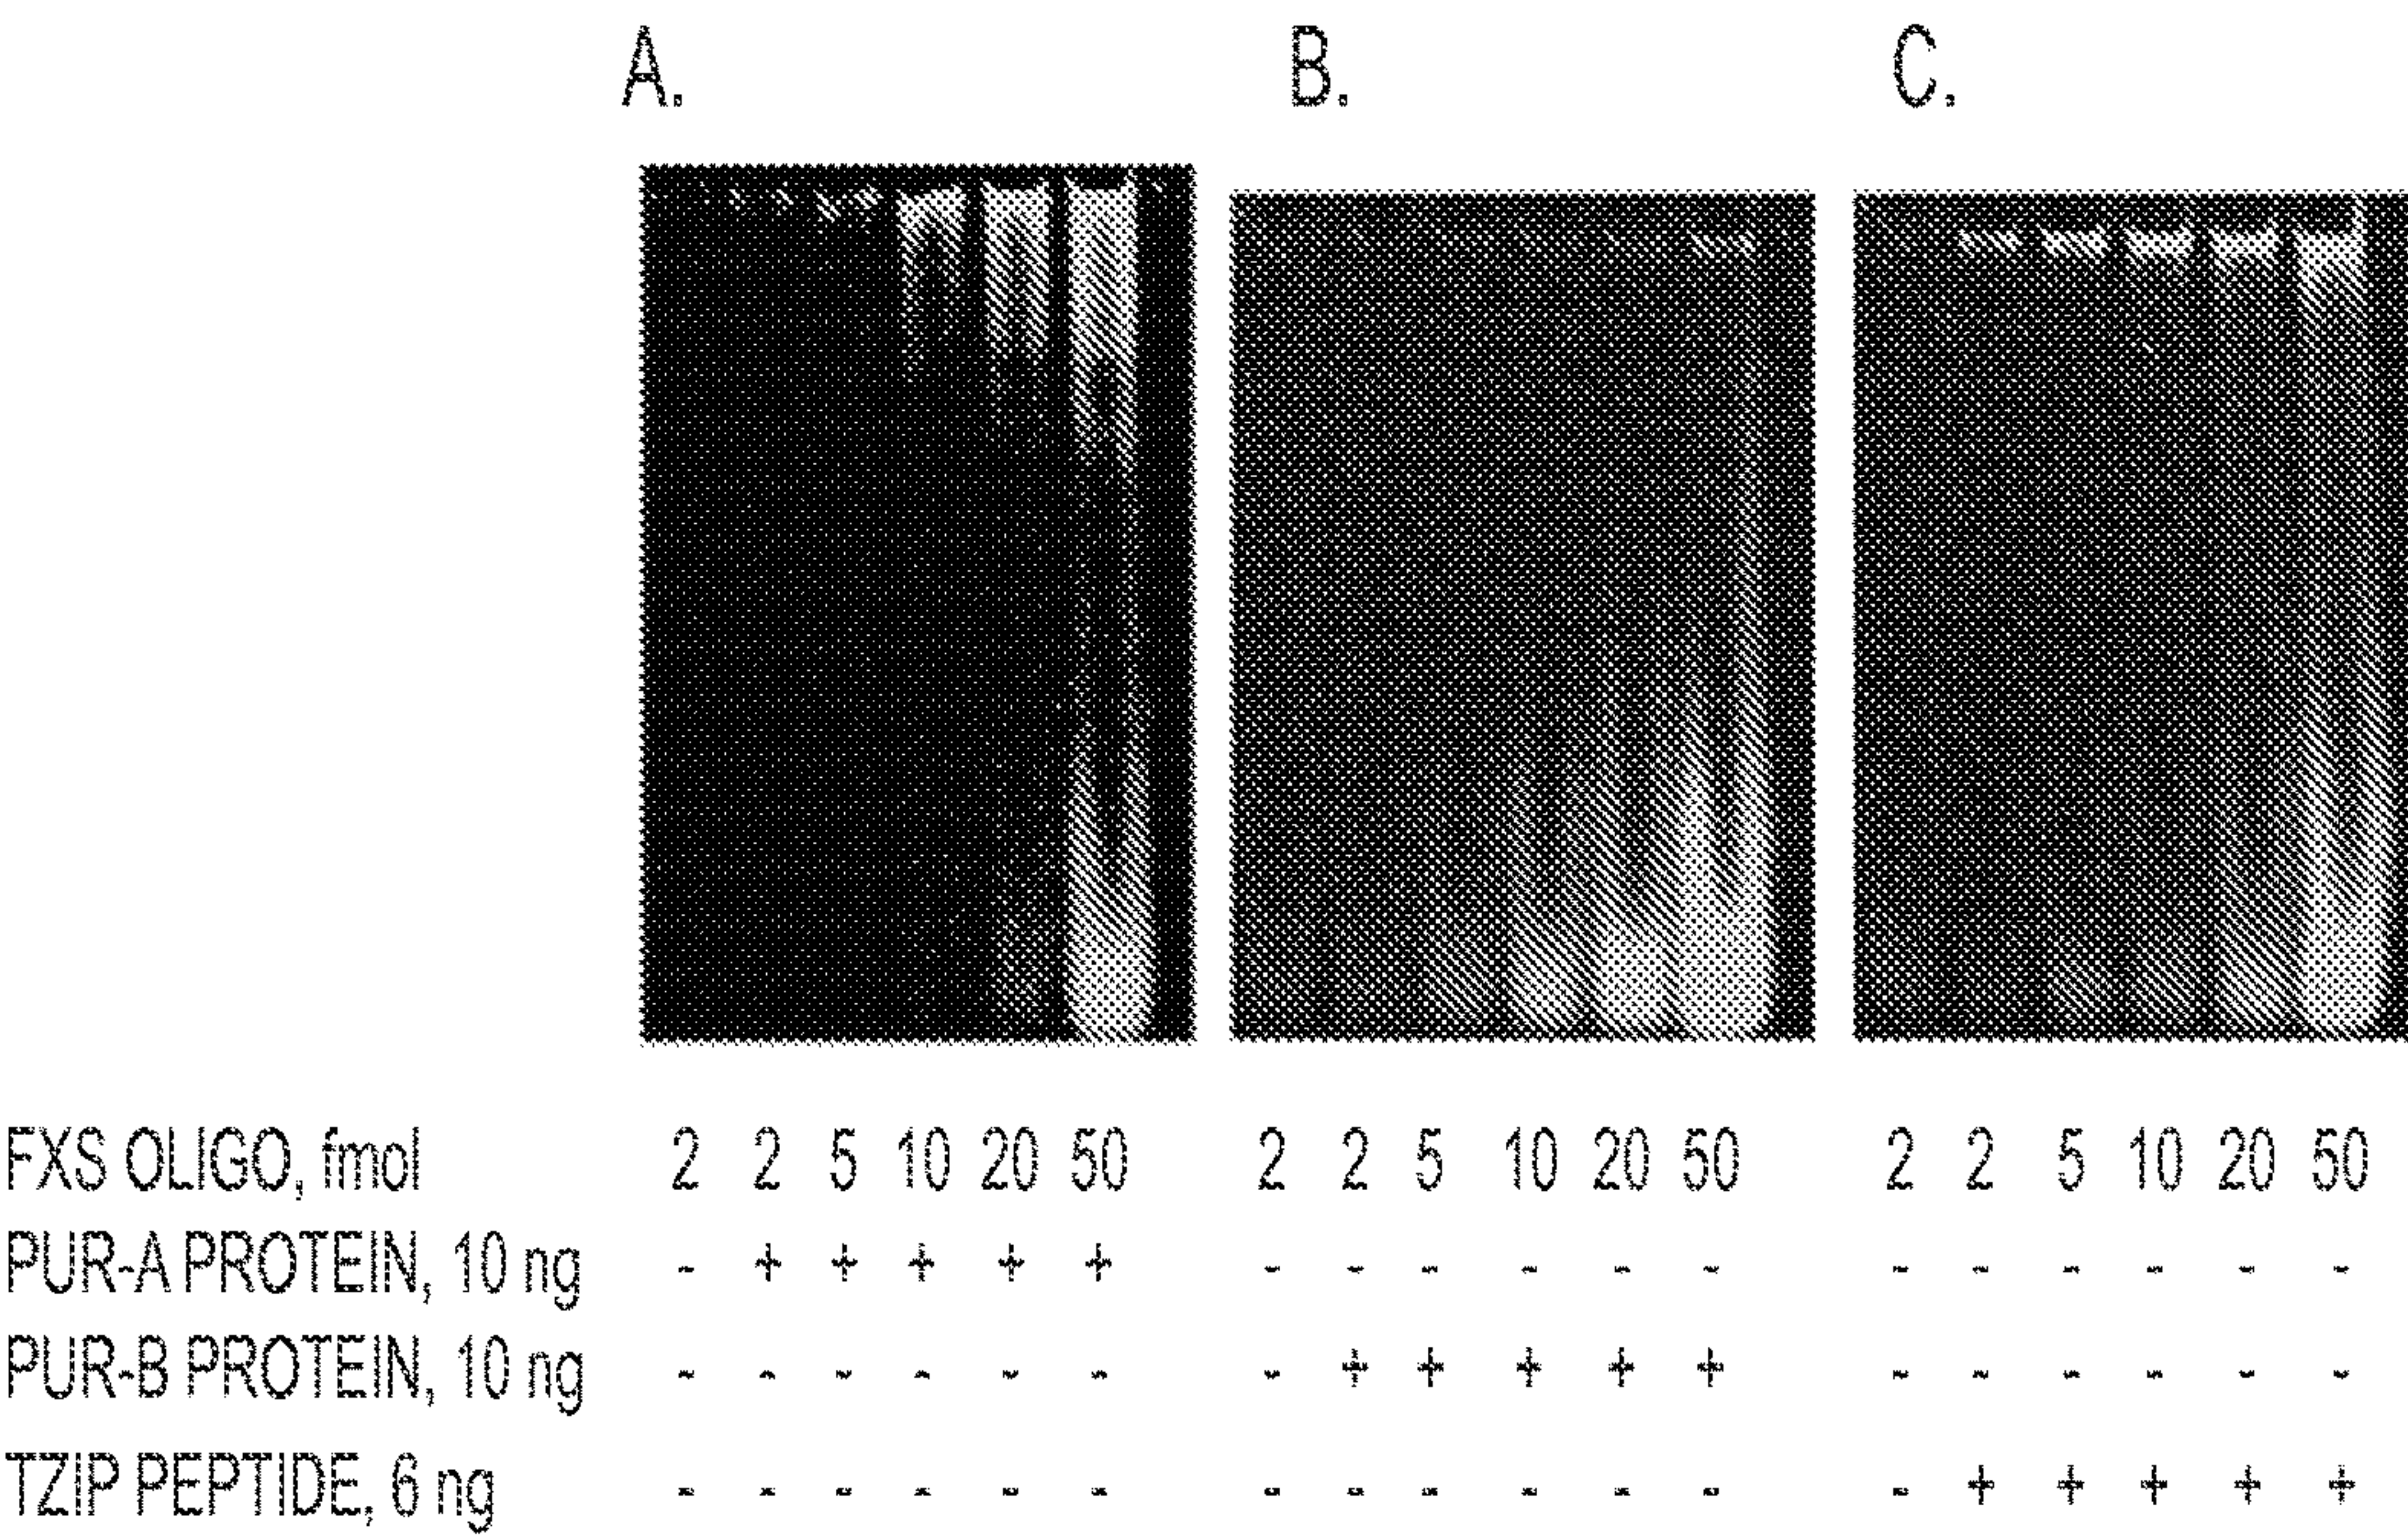 A. B. C.
FXS OLIGO, fmol 2 2 5 10 20 50 2 2 5 10 20 50 2 2 5 10 20 50
PUR-A PROTEIN, 10 ng - + + + + + - - - - - - - - - - - -
PUR-B PROTEIN, 10 ng - - - - - - - + + + + + - - - - - -
TZIP PEPTIDE, 6 ng - - - - - - - - - - - - - + + + + +